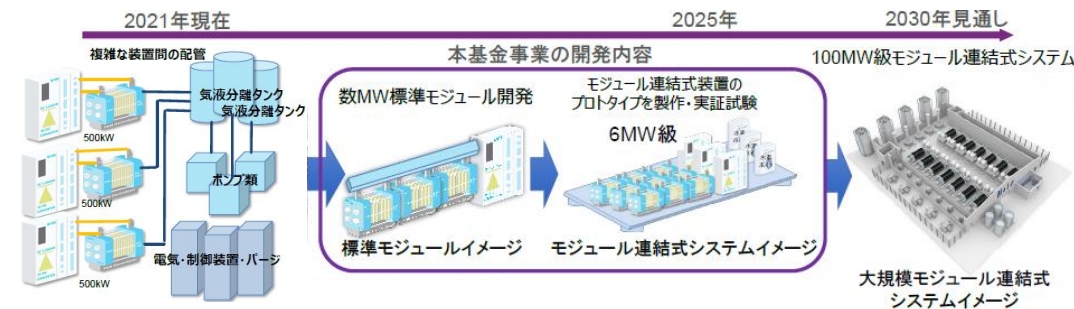 2021年現在
2025年
2030年見通し
複雑な装置間の配管
気液分離タンク
気液分離タンク
500kW
ポンプ類
500kW
電気・制御装置・パージ
本基金事業の開発内容
数MW標準モジュール開発
標準モジュールイメージ
モジュール連結式装置の
プロトタイプを製作・実証試験
6MW級
モジュール連結式システムイメージ
100MW級モジュール連結式システム
大規模モジュール連結式
システムイメージ